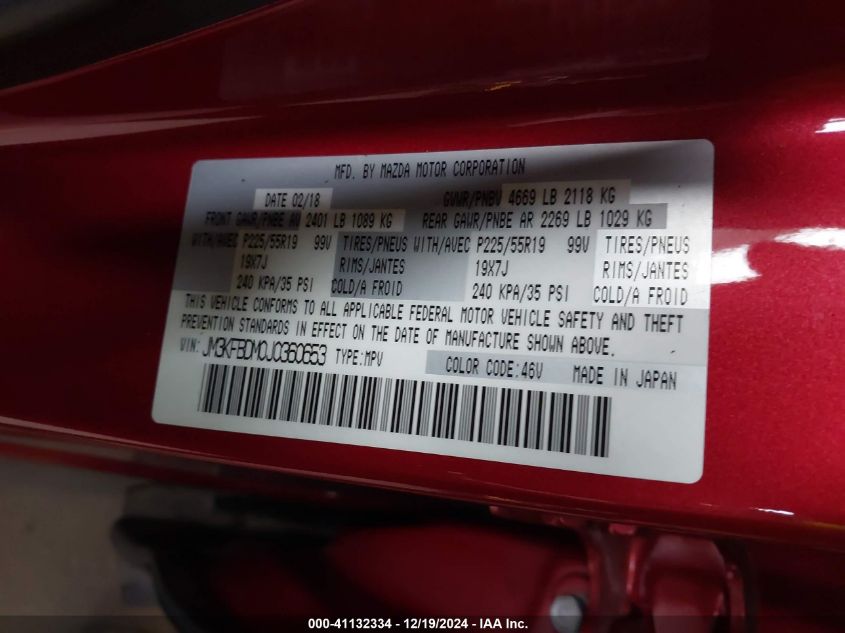 MFD. BY MAZDA MOTOR CORPORATION
DATE 02/18 GVWR/PNBV 4669 LB 2118 KG
FRONT GAWR/PNBE AV 2401 LB 1089 KG REAR GAWR/PNBE AR 2269 LB 1029 KG
WITH/AVEC P225/55R19 99V TIRES/PNEUS WITH/AVEC P225/55R19 99V TIRES/PNEUS
19X7J RIMS/JANTES 19X7J RIMS/JANTES
240 KPA/35 PSI COLD/A FROID 240 KPA/35 PSI COLD/A FROID
THIS VEHICLE CONFORMS TO ALL APPLICABLE FEDERAL MOTOR VEHICLE SAFETY AND THEFT
PREVENTION STANDARDS IN EFFECT ON THE DATE OF MANUFACTURE SHOWN ABOVE.
VIN: JM3KFBDM0J0360653 TYPE:MPV COLOR CODE:46V MADE IN JAPAN
000-41132334 - 12/19/2024 - IAA Inc.